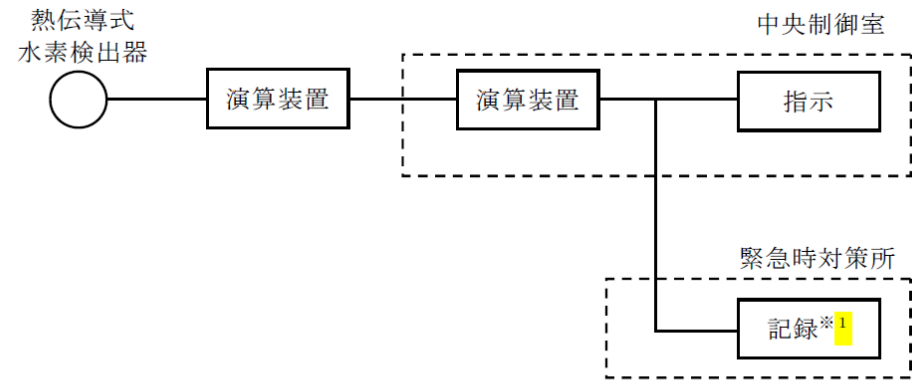 熱伝導式
水素検出器
中央制御室
演算装置
演算装置
指示
緊急時対策所
記録※1